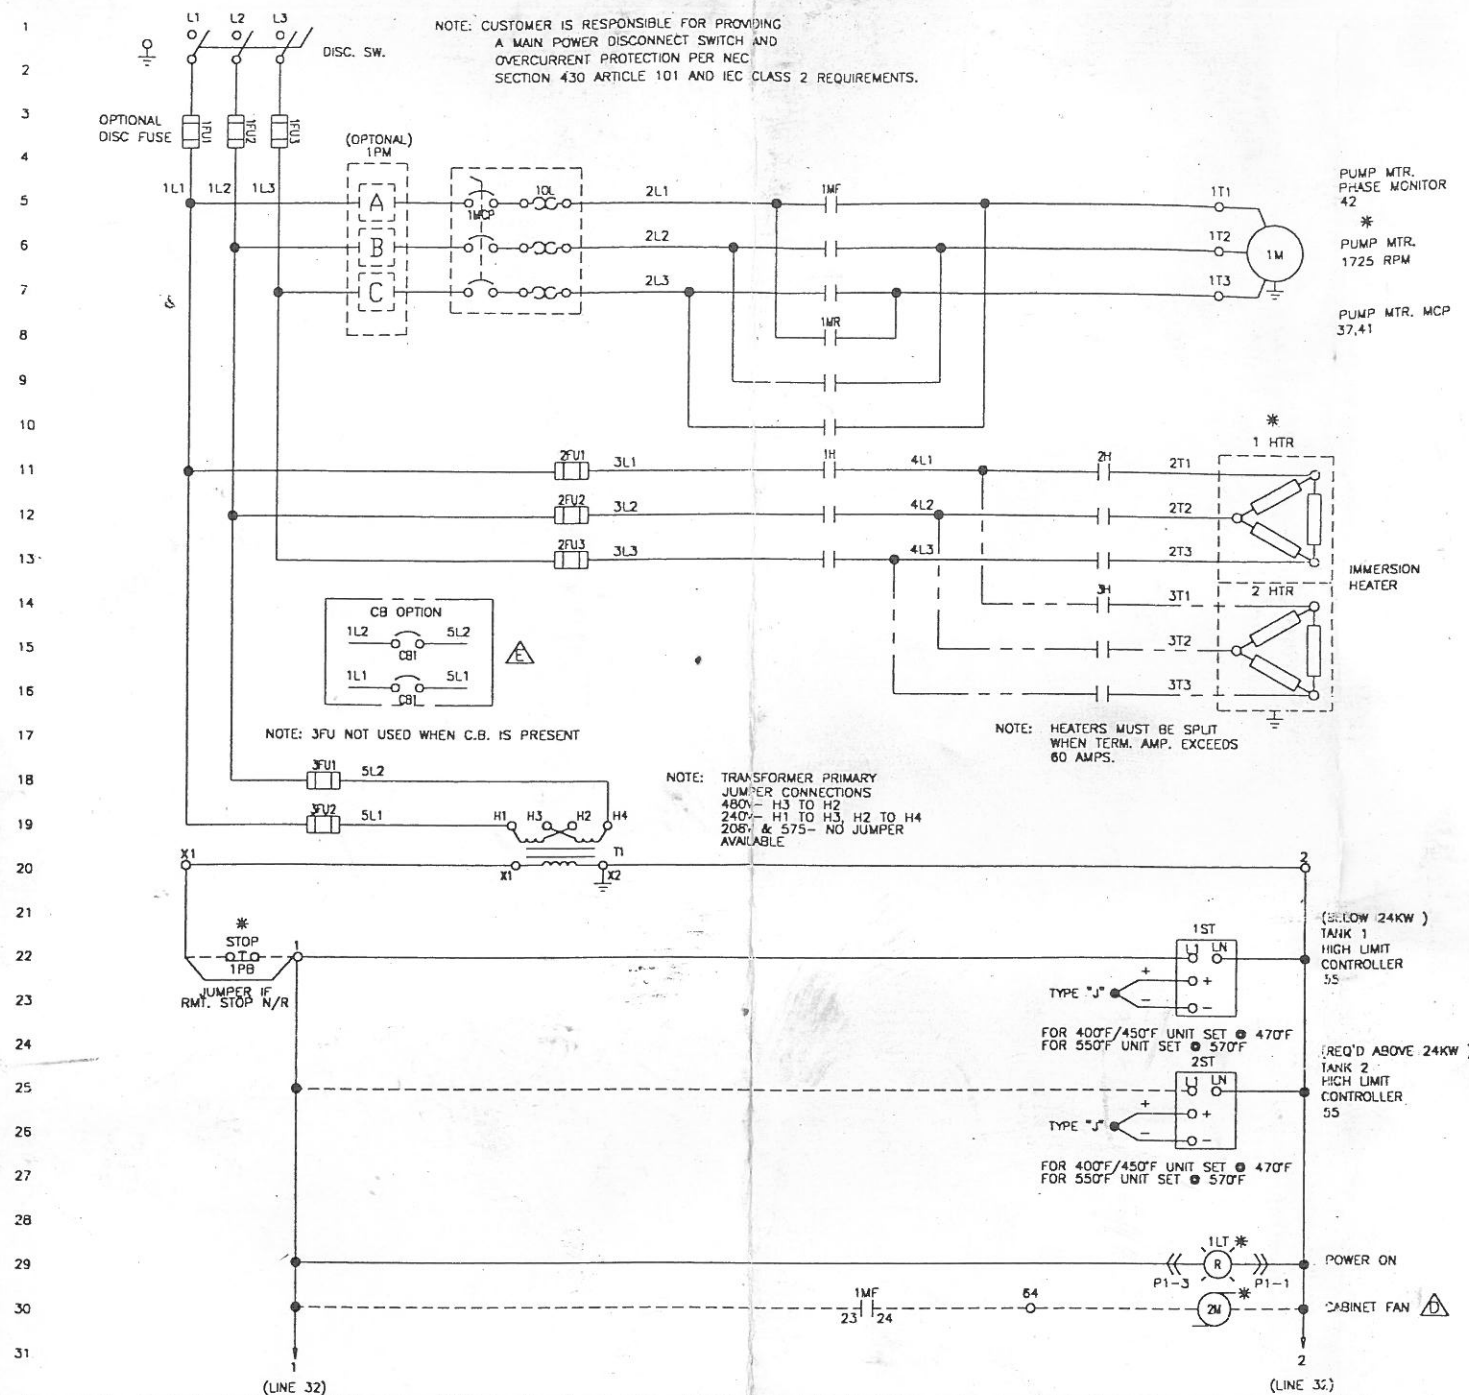 1
L1 L2 L3
NOTE: CUSTOMER IS RESPONSIBLE FOR PROVIDING
A MAIN POWER DISCONNECT SWITCH AND
OVERCURRENT PROTECTION PER NEC
SECTION 430 ARTICLE 101 AND IEC CLASS 2 REQUIREMENTS.
DISC. SW.
2
3
OPTIONAL
DISC FUSE
1FU1 1FU2 1FU3
4
(OPTONAL)
1PM
5
1L1 1L2 1L3
A
1MCP
1OL
2L1
1MF
1T1
PUMP MTR.
PHASE MONITOR
42
6
B
2L2
1T2
1M
*
PUMP MTR.
1725 RPM
7
C
2L3
1T3
8
1MR
PUMP MTR. MCP
37,41
9
10
*
1 HTR
11
2FU1 3L1 1H 4L1 2H 2T1
12
2FU2 3L2 4L2 2T2
13
2FU3 3L3 4L3 2T3
IMMERSION
HEATER
14
CB OPTION
3H 3T1
2 HTR
15
1L2 CB1 5L2
E
3T2
16
1L1 CB1 5L1
3T3
17
NOTE: 3FU NOT USED WHEN C.B. IS PRESENT
NOTE: HEATERS MUST BE SPLIT
WHEN TERM. AMP. EXCEEDS
60 AMPS.
18
3FU1 5L2
NOTE: TRANSFORMER PRIMARY
JUMPER CONNECTIONS
480V- H3 TO H2
240V- H1 TO H3, H2 TO H4
208V & 575- NO JUMPER
AVAILABLE
19
3FU2 5L1
H1 H3 H2 H4
T1
20
X1
X1 X2
2
21
22
*
STOP
1PB
1
JUMPER IF
RMT. STOP N/R
1ST
L1 LN
(BELOW 24KW )
TANK 1
HIGH LIMIT
CONTROLLER
55
23
TYPE "J"
+ +
- -
24
FOR 400°F/450°F UNIT SET @ 470°F
FOR 550°F UNIT SET @ 570°F
25
2ST
L1 LN
(REQ'D ABOVE 24KW )
TANK 2
HIGH LIMIT
CONTROLLER
55
26
TYPE "J"
+ +
- -
27
FOR 400°F/450°F UNIT SET @ 470°F
FOR 550°F UNIT SET @ 570°F
28
29
1LT *
P1-3 R P1-1
POWER ON
30
1MF
23 24
64
2M *
CABINET FAN D
31
1
(LINE 32)
2
(LINE 32)